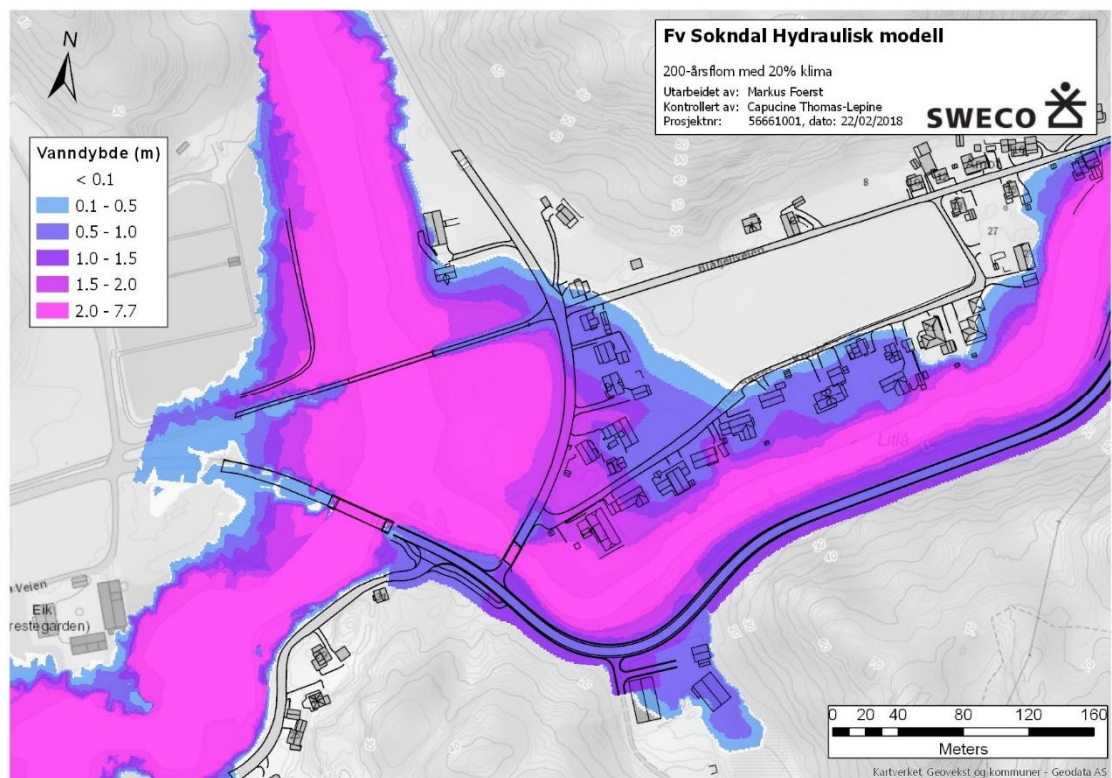 Fv Sokndal Hydraulisk modell
200-årsflom med 20% klima
Utarbeidet av: Markus Foerst
Kontrollert av: Capucine Thomas-Lepine
Prosjektnr: 56661001, dato: 22/02/2018
SWECO
N
Vanndybde (m)
< 0.1
0.1 - 0.5
0.5 - 1.0
1.0 - 1.5
1.5 - 2.0
2.0 - 7.7
8
27
Litlå
Veien
Eik
restegarden)
0 20 40 80 120 160
Meters
Kartverket, Geovekst og kommuner - Geodata AS